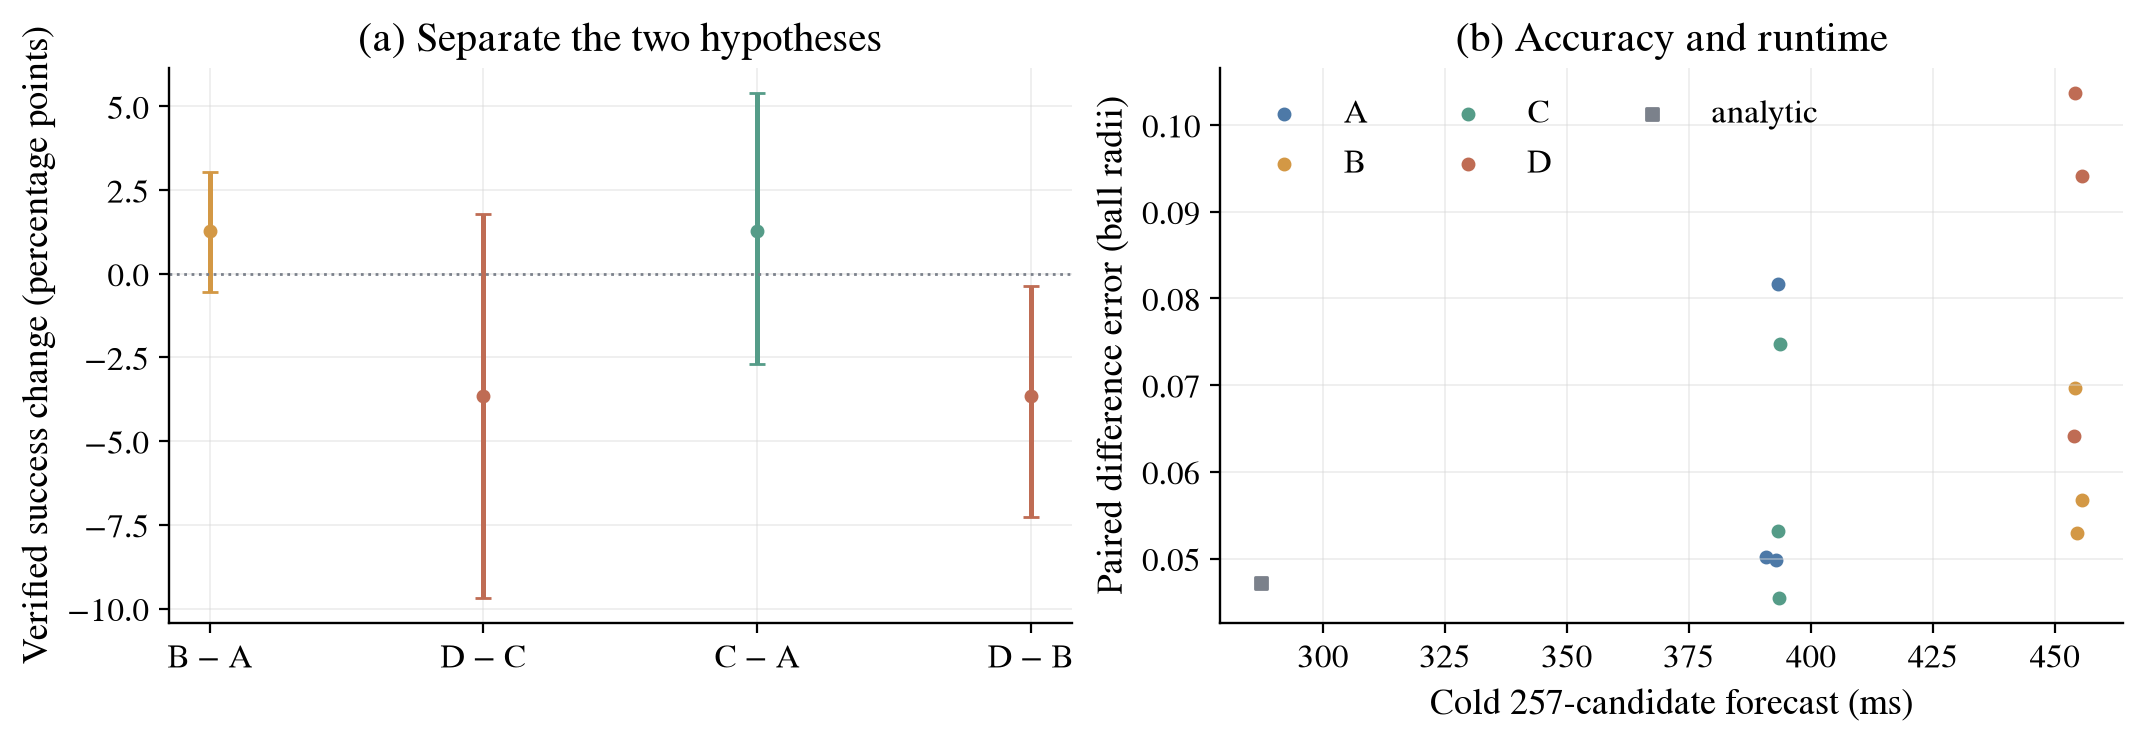 (a) Separate the two hypotheses
Verified success change (percentage points)
5.0
2.5
0.0
−2.5
−5.0
−7.5
−10.0
B − A
D − C
C − A
D − B
(b) Accuracy and runtime
Paired difference error (ball radii)
0.10
0.09
0.08
0.07
0.06
0.05
A
B
C
D
analytic
300
325
350
375
400
425
450
Cold 257-candidate forecast (ms)